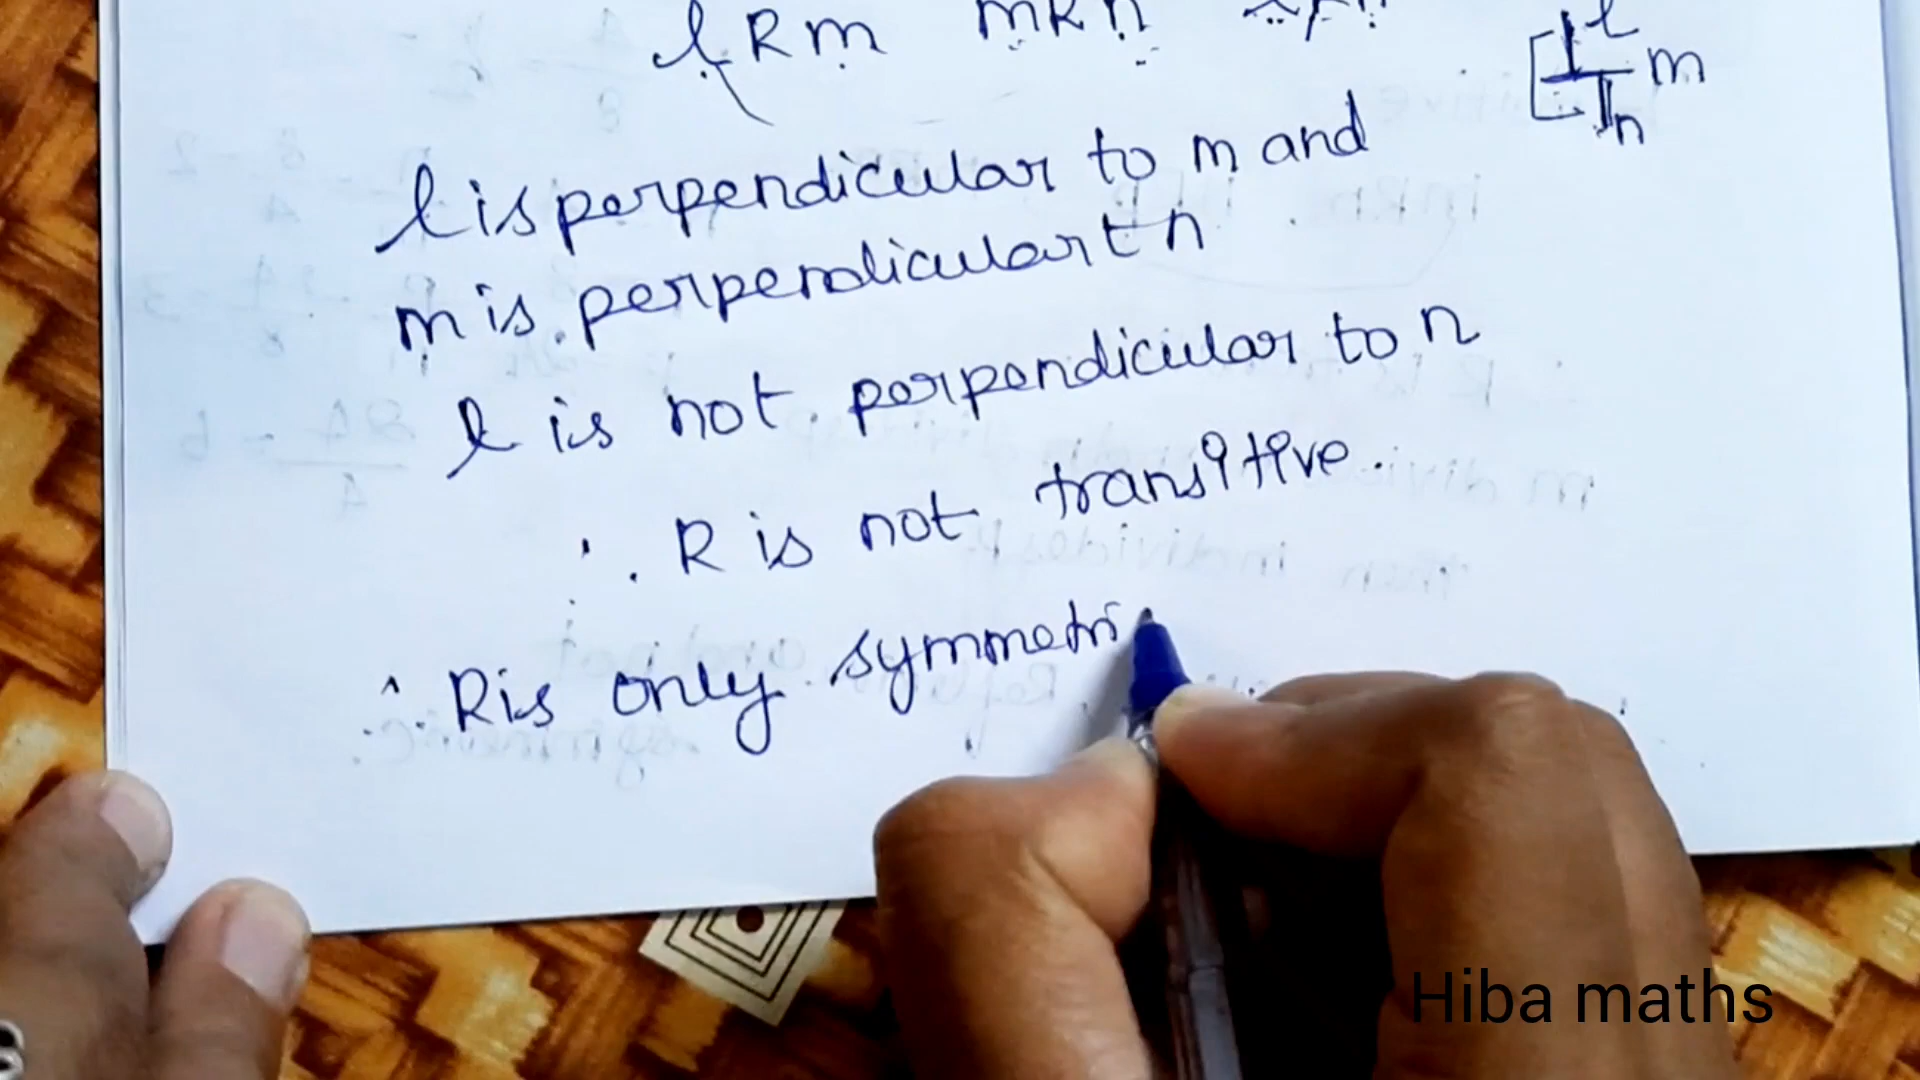 l R m mRn
l
m
n
l is perpendicular to m and
m is perpendicular t n
l is not perpendicular to n
∴ R is not transitive.
∴ R is only symmetri
Hiba maths